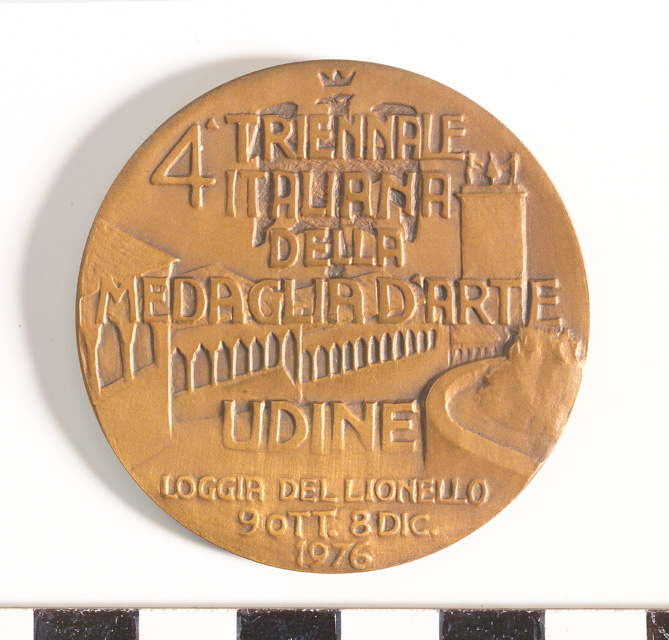 4ª TRIENNALE
ITALIANA
DELLA
MEDAGLIA D'ARTE
UDINE
LOGGIA DEL LIONELLO
9 OTT. 8 DIC.
1976